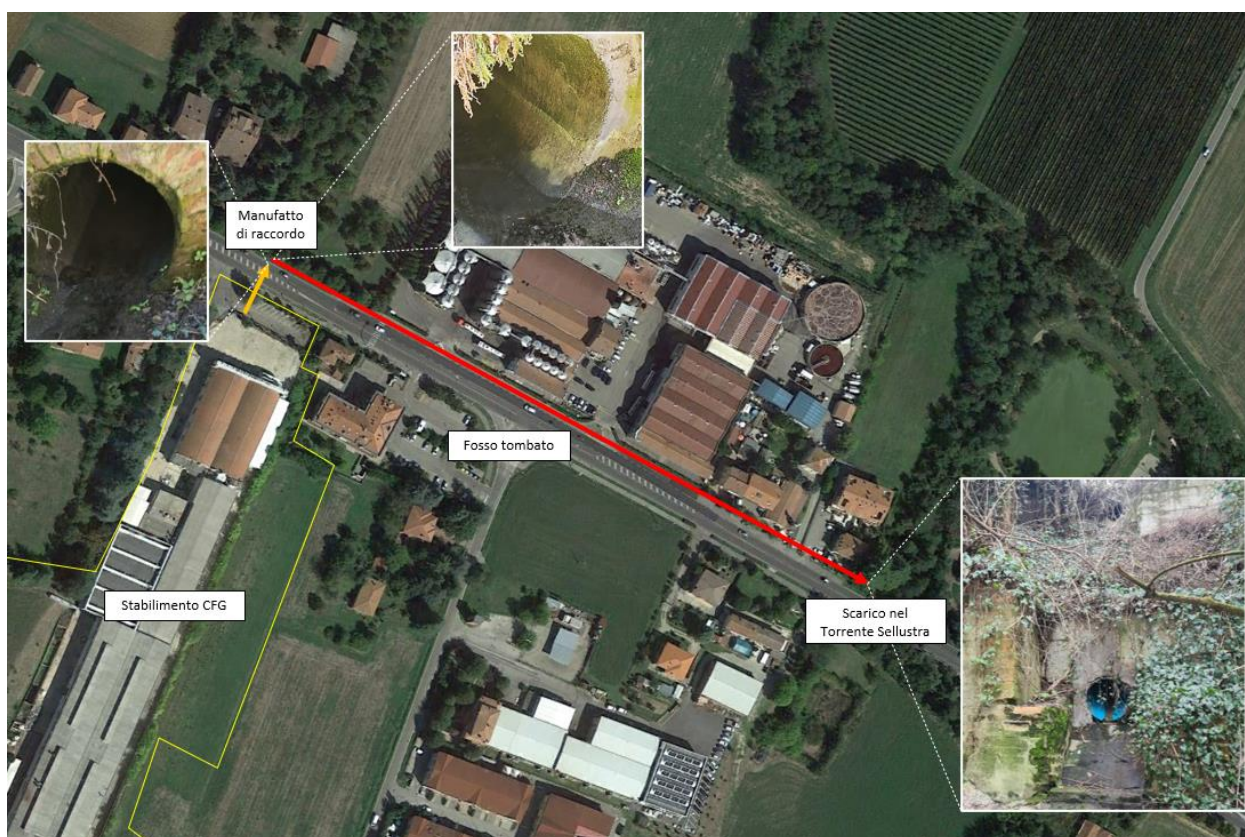 Manufatto
di raccordo
Fosso tombato
Stabilimento CFG
Scarico nel
Torrente Sellustra